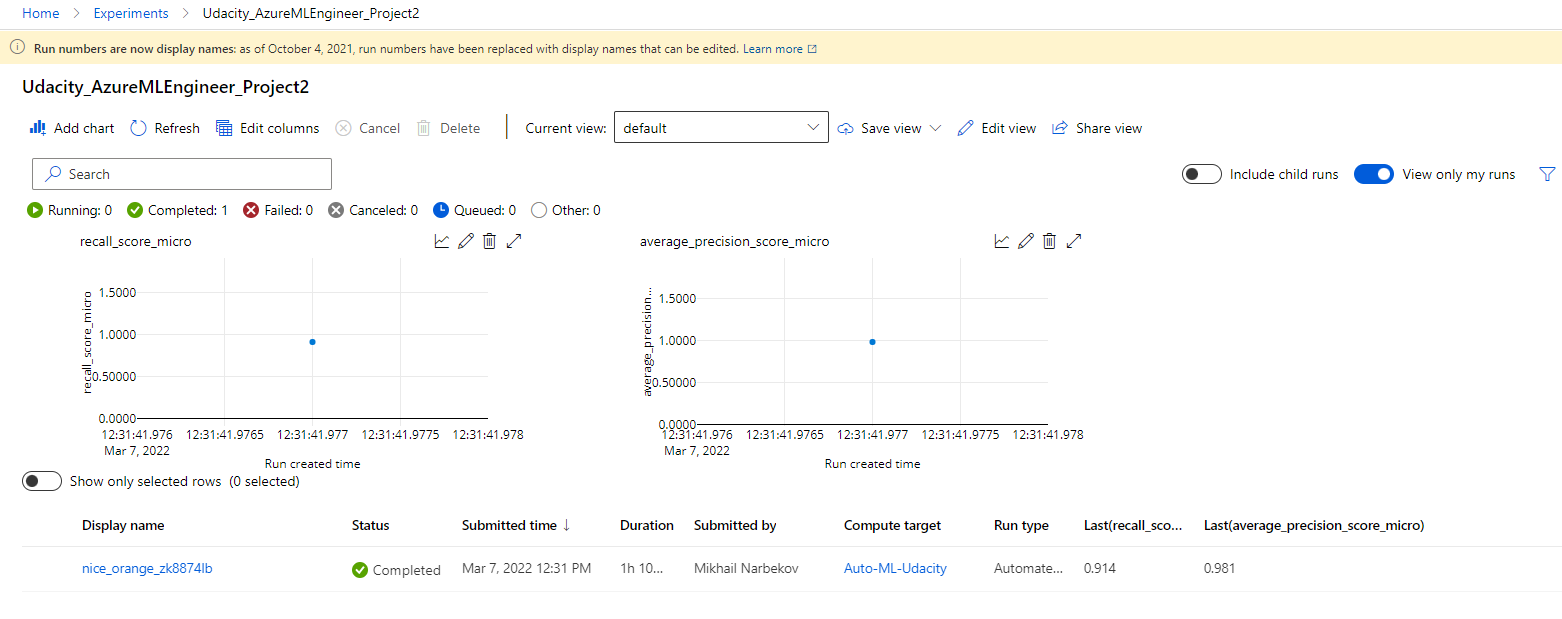 Home > Experiments > Udacity_AzureMLEngineer_Project2
Run numbers are now display names: as of October 4, 2021, run numbers have been replaced with display names that can be edited. Learn more
Udacity_AzureMLEngineer_Project2
Add chart Refresh Edit columns Cancel Delete Current view: default Save view Edit view Share view
Search Include child runs View only my runs
Running: 0 Completed: 1 Failed: 0 Canceled: 0 Queued: 0 Other: 0
recall_score_micro
recall_score_micro
1.5000
1.0000
0.50000
0.0000
12:31:41.976 12:31:41.9765 12:31:41.977 12:31:41.9775 12:31:41.978
Mar 7, 2022
Run created time
average_precision_score_micro
average_precision...
1.5000
1.0000
0.50000
0.0000
12:31:41.976 12:31:41.9765 12:31:41.977 12:31:41.9775 12:31:41.978
Mar 7, 2022
Run created time
Show only selected rows (0 selected)
Display name Status Submitted time ↓ Duration Submitted by Compute target Run type Last(recall_sco... Last(average_precision_score_micro)
nice_orange_zk8874lb Completed Mar 7, 2022 12:31 PM 1h 10... Mikhail Narbekov Auto-ML-Udacity Automate... 0.914 0.981